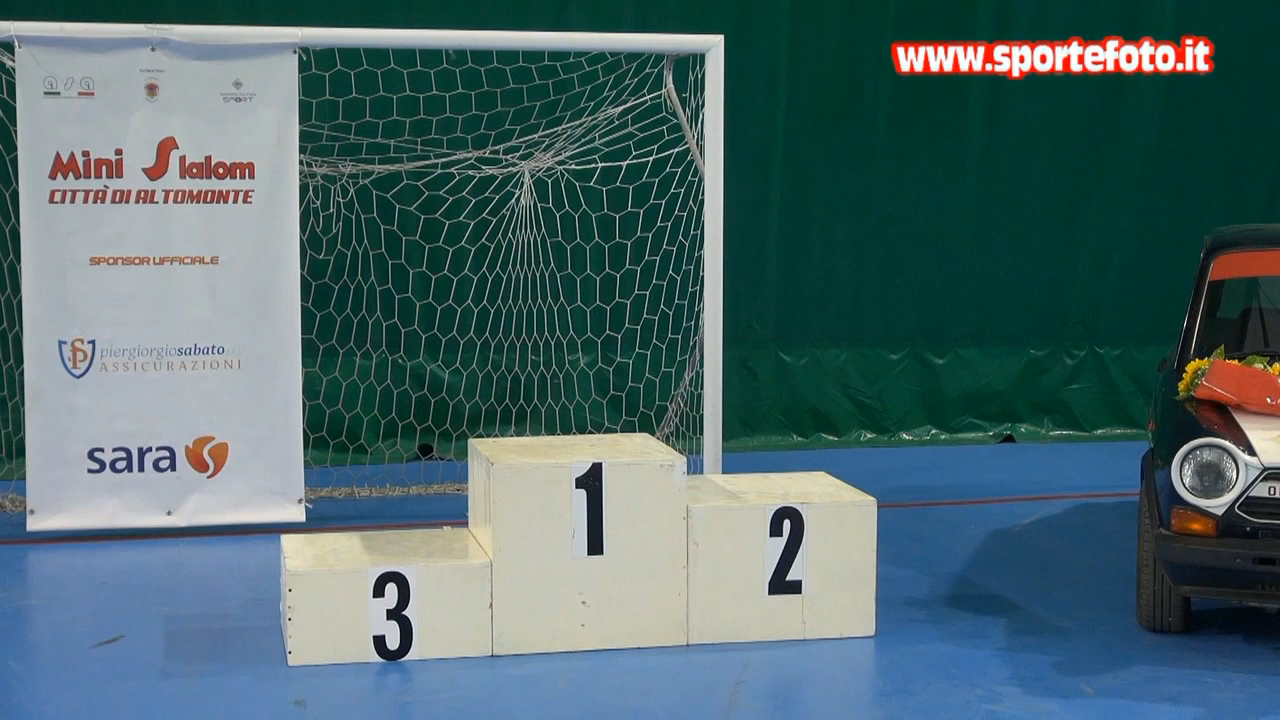 www.sportefoto.it
Mini Slalom
CITTÀ DI ALTOMONTE
SPONSOR UFFICIALE
piergiorgiosabato
ASSICURAZIONI
sara
1
2
3